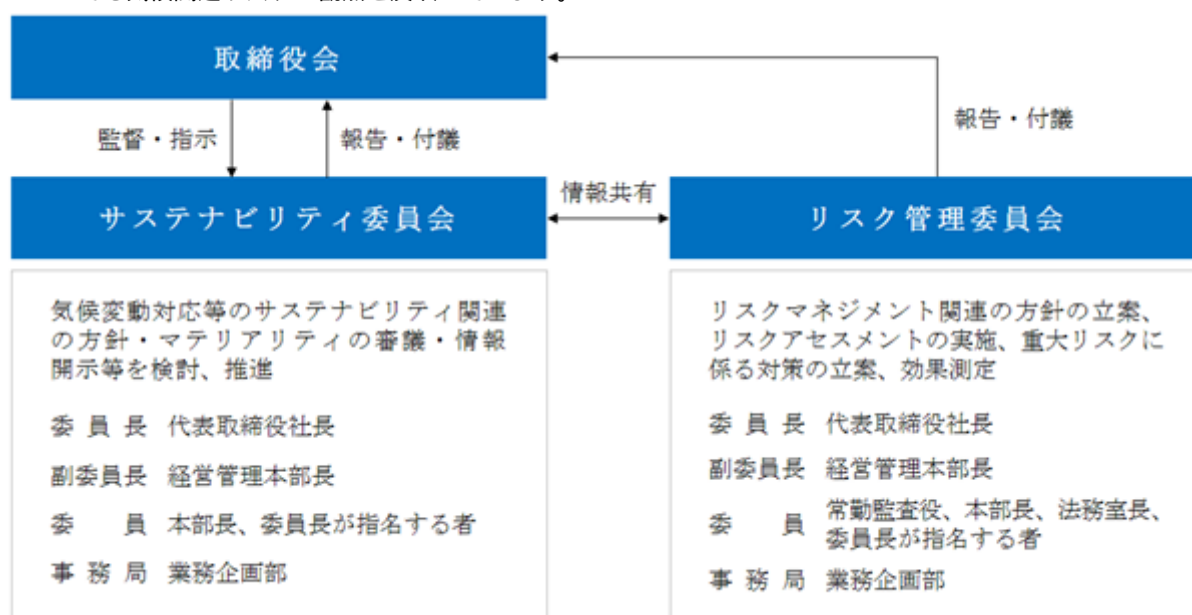 取締役会
監督・指示
報告・付議
報告・付議
サステナビリティ委員会
情報共有
リスク管理委員会
気候変動対応等のサステナビリティ関連
の方針・マテリアリティの審議・情報
開示等を検討、推進
委員長 代表取締役社長
副委員長 経営管理本部長
委員 本部長、委員長が指名する者
事務局 業務企画部
リスクマネジメント関連の方針の立案、
リスクアセスメントの実施、重大リスクに
係る対策の立案、効果測定
委員長 代表取締役社長
副委員長 経営管理本部長
委員 常勤監査役、本部長、法務室長、
委員長が指名する者
事務局 業務企画部